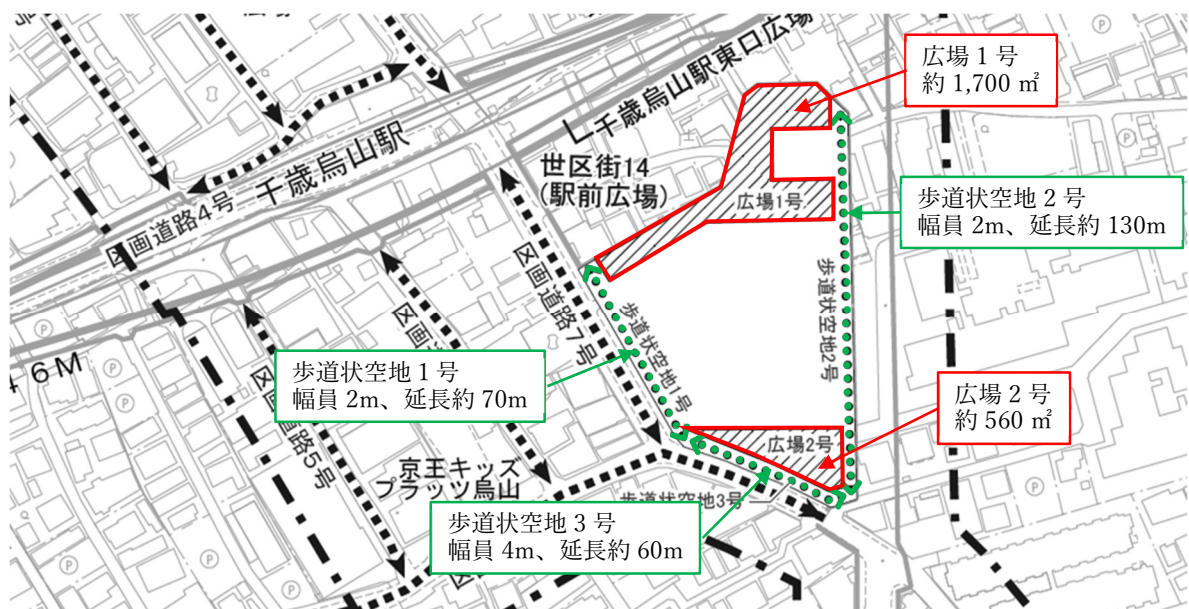 広場
千歳烏山駅東口広場
広場1号
約 1,700 ㎡
千歳烏山駅
世区街14
(駅前広場)
区画道路4号
広場1号
歩道状空地 2 号
幅員 2m、延長約 130m
区画道路7号
歩道状空地2号
区画
歩道状空地1号
歩道状空地 1 号
幅員 2m、延長約 70m
46M
広場 2 号
約 560 ㎡
区画道路5号
広場2号
京王キッズ
プラッツ烏山
歩道状空地3号
歩道状空地 3 号
幅員 4m、延長約 60m
区
P
P
P
P
P
P
P
P
P